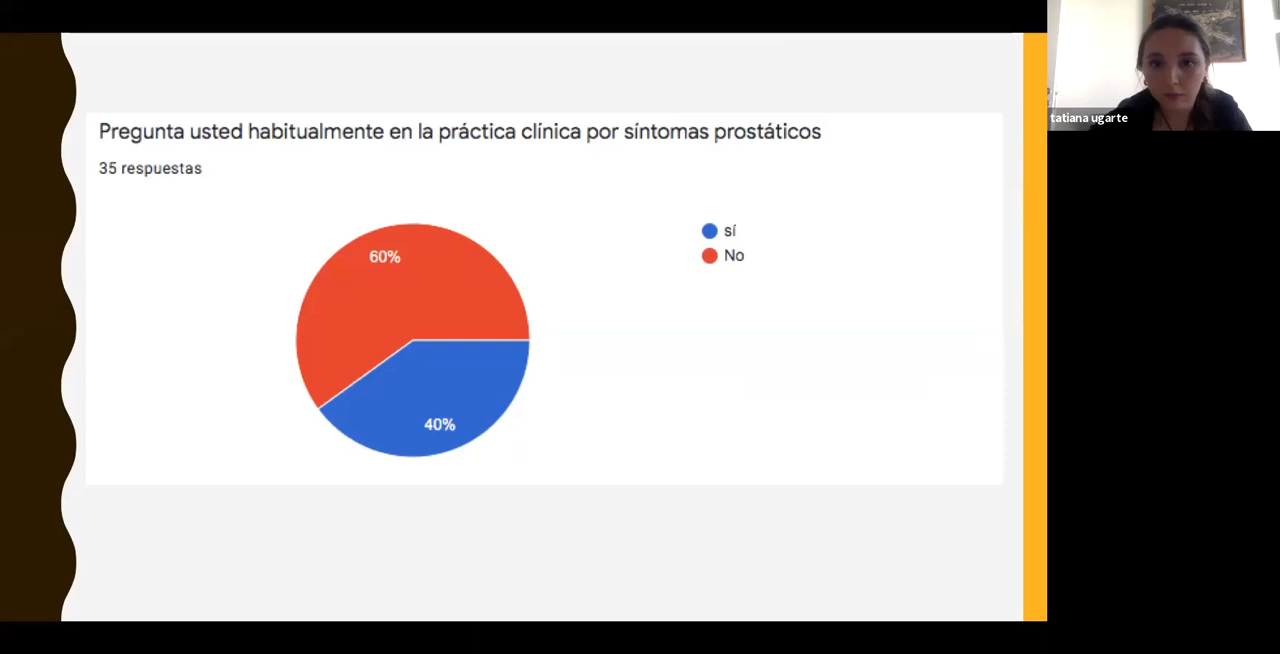 Pregunta usted habitualmente en la práctica clínica por síntomas prostáticos
35 respuestas
sí
No
60%
40%
tatiana ugarte